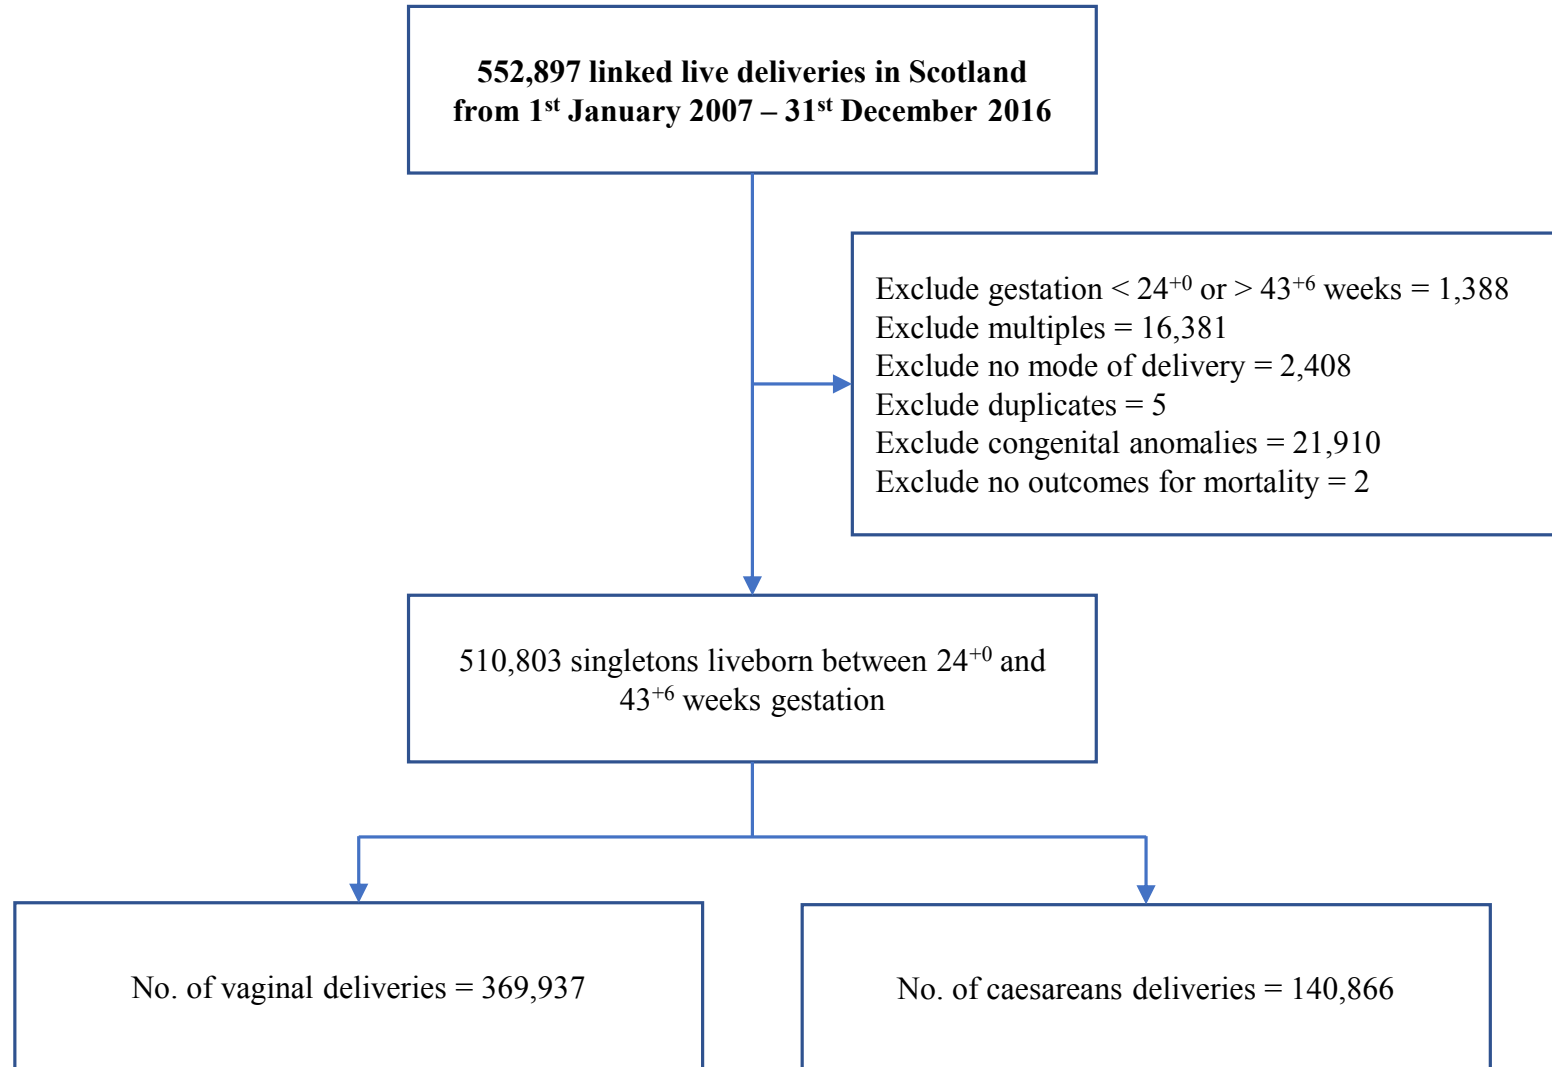 552,897 linked live deliveries in Scotland
from 1st January 2007 – 31st December 2016
Exclude gestation < 24+0 or > 43+6 weeks = 1,388
Exclude multiples = 16,381
Exclude no mode of delivery = 2,408
Exclude duplicates = 5
Exclude congenital anomalies = 21,910
Exclude no outcomes for mortality = 2
510,803 singletons liveborn between 24+0 and
43+6 weeks gestation
No. of vaginal deliveries = 369,937
No. of caesareans deliveries = 140,866